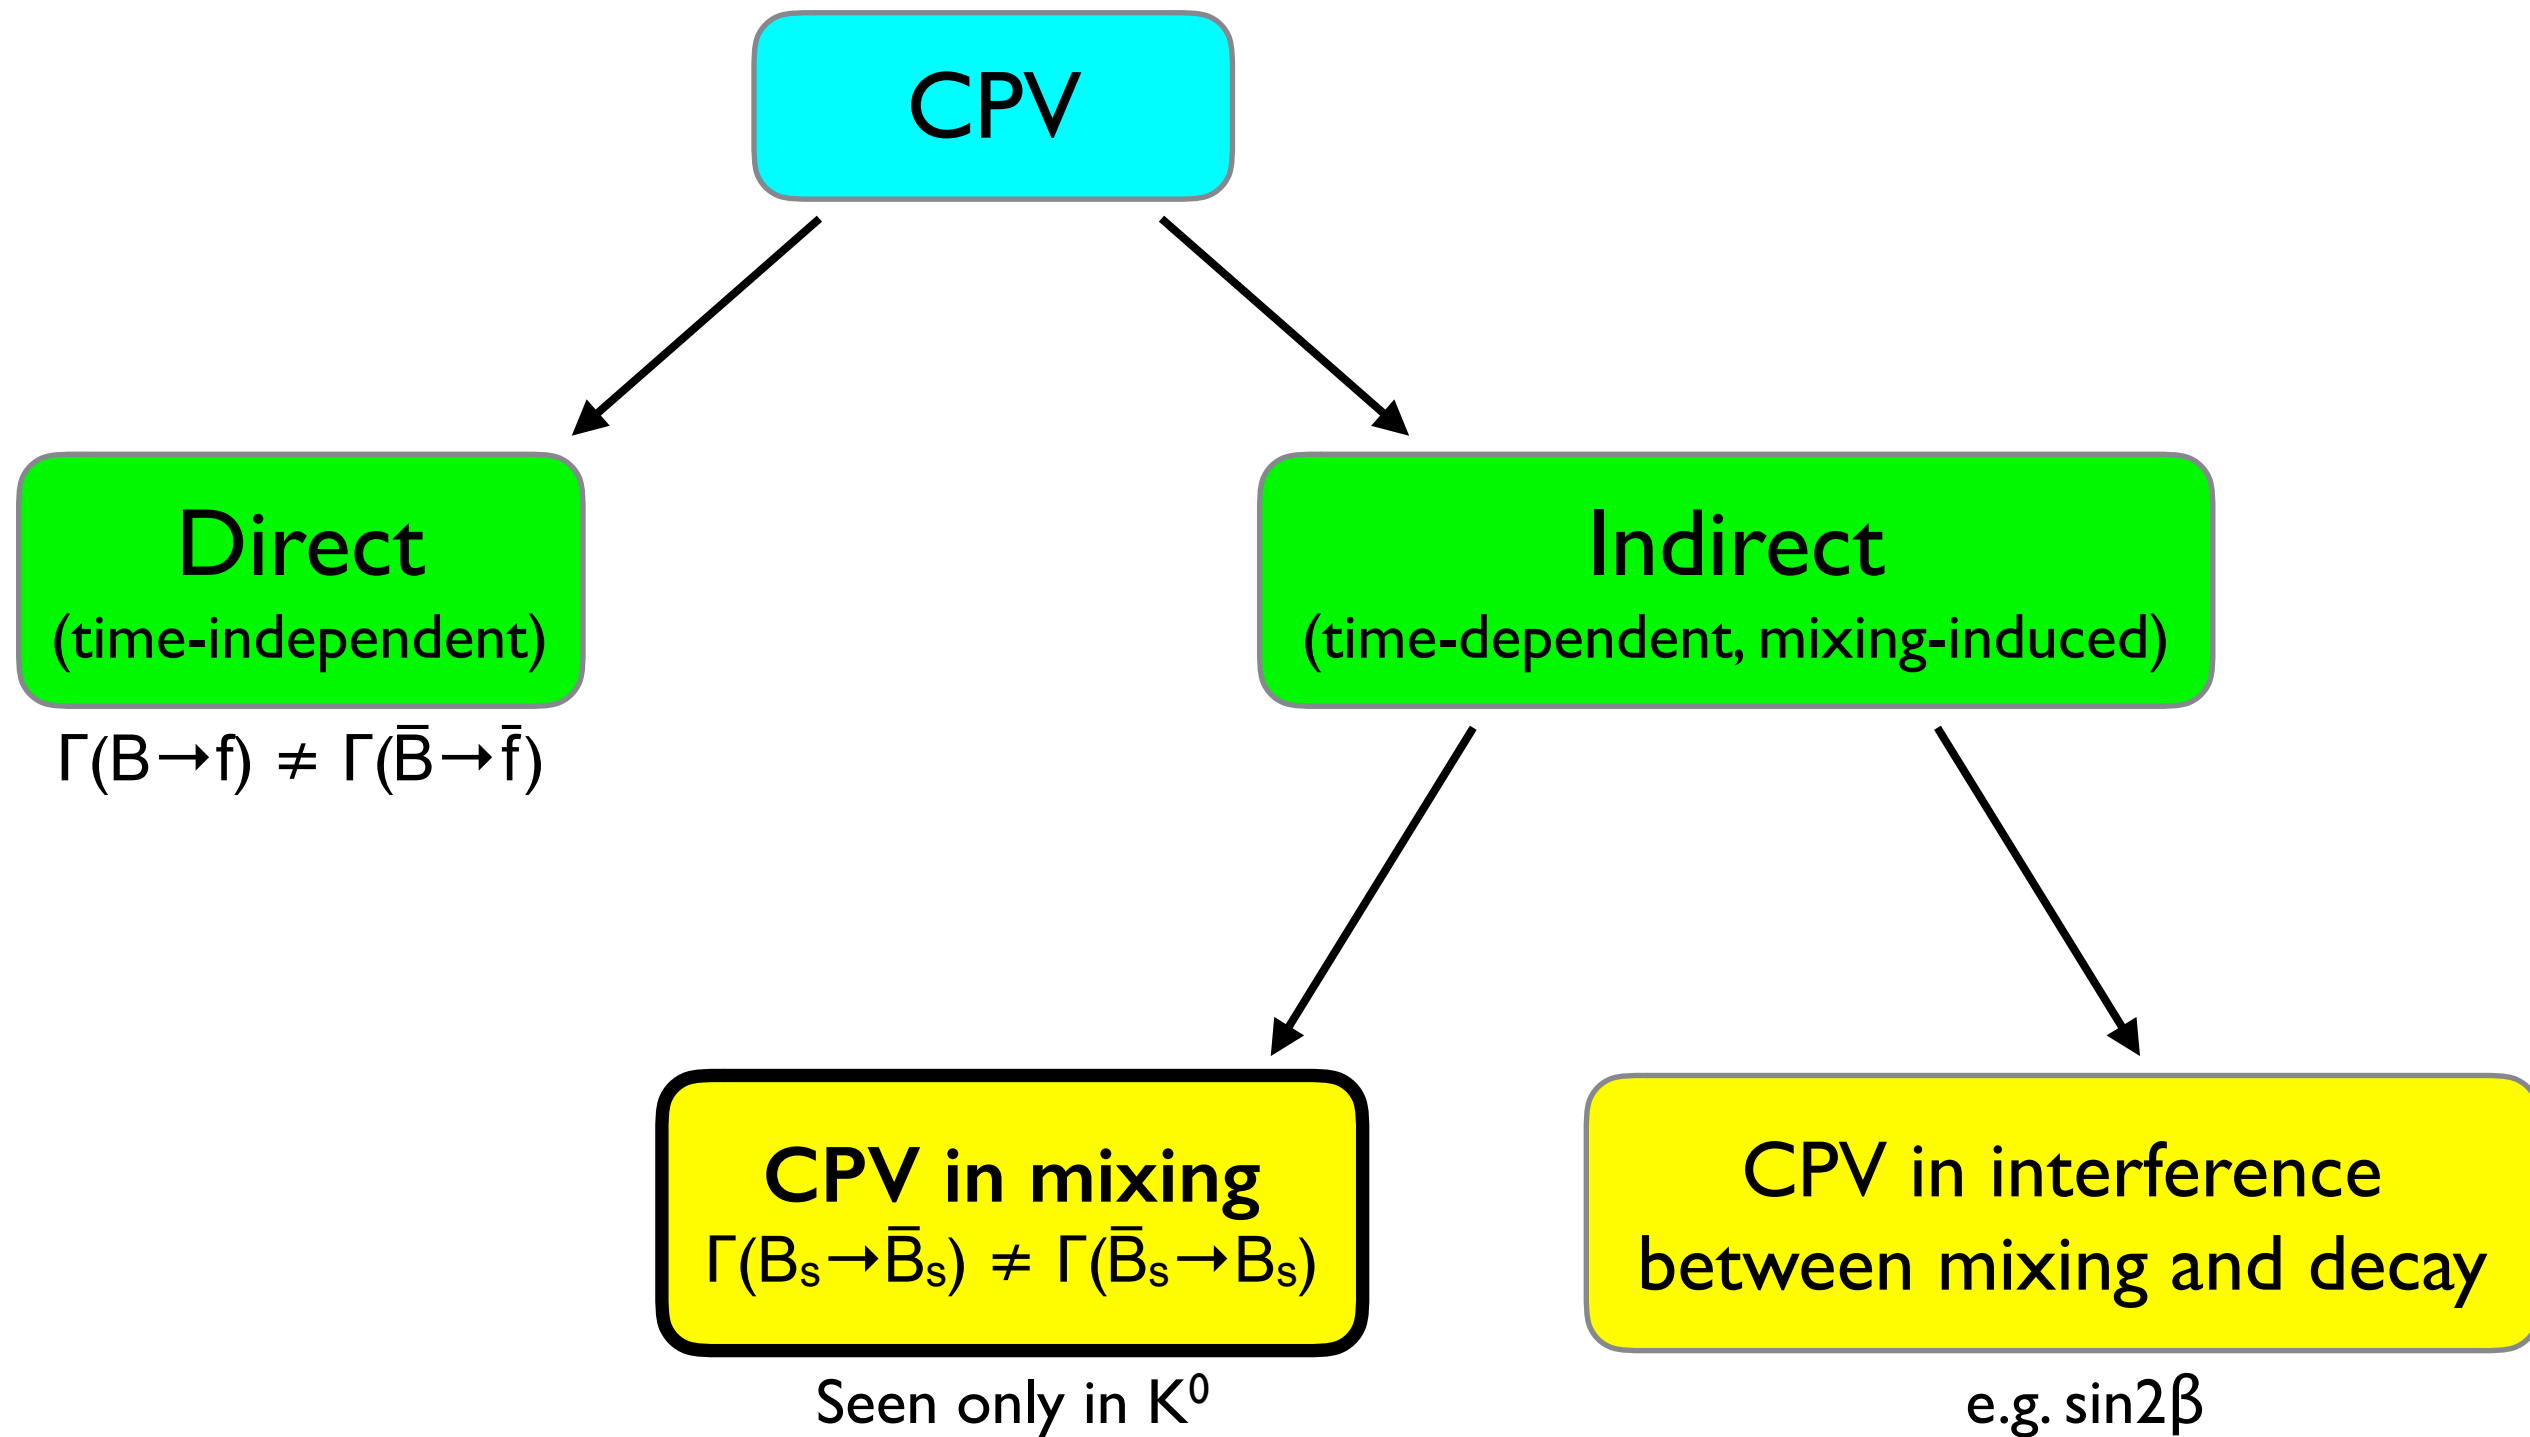 CPV
Direct
(time-independent)
Γ(B→f) ≠ Γ(B̅→f̅)
Indirect
(time-dependent, mixing-induced)
CPV in mixing
Γ(Bₛ→B̅ₛ) ≠ Γ(B̅ₛ→Bₛ)
Seen only in K⁰
CPV in interference
between mixing and decay
e.g. sin2β